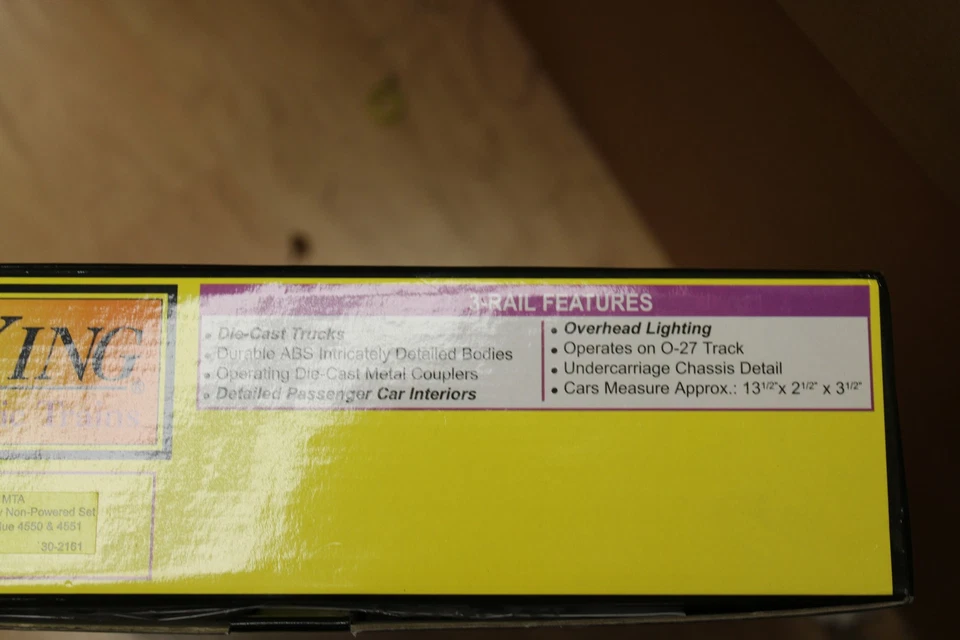 3-RAIL FEATURES
• Die-Cast Trucks
• Durable ABS Intricately Detailed Bodies
• Operating Die-Cast Metal Couplers
• Detailed Passenger Car Interiors
• Overhead Lighting
• Operates on O-27 Track
• Undercarriage Chassis Detail
• Cars Measure Approx.: 13 1/2" x 2 1/2" x 3 1/2"
KING®
Trains
MTA
Non-Powered Set
4550 & 4551
30-2161